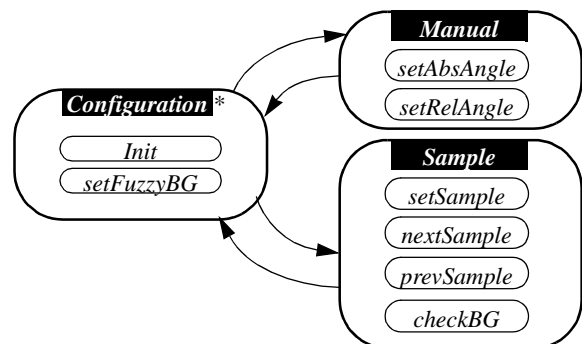 Configuration *
Init
setFuzzyBG
Manual
setAbsAngle
setRelAngle
Sample
setSample
nextSample
prevSample
checkBG